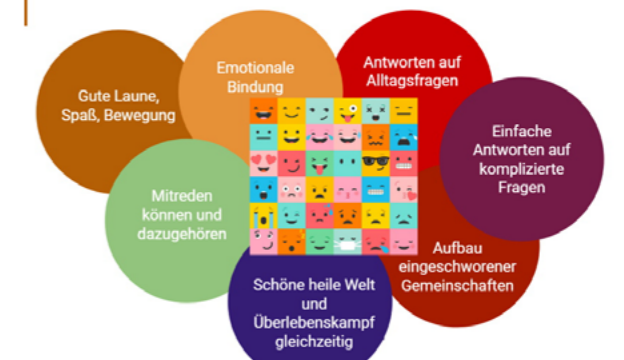 Gute Laune,
Spaß, Bewegung
Emotionale
Bindung
Antworten auf
Alltagsfragen
Einfache
Antworten auf
komplizierte
Fragen
Mitreden
können und
dazugehören
Schöne heile Welt
und
Überlebenskampf
gleichzeitig
Aufbau
eingeschworener
Gemeinschaften